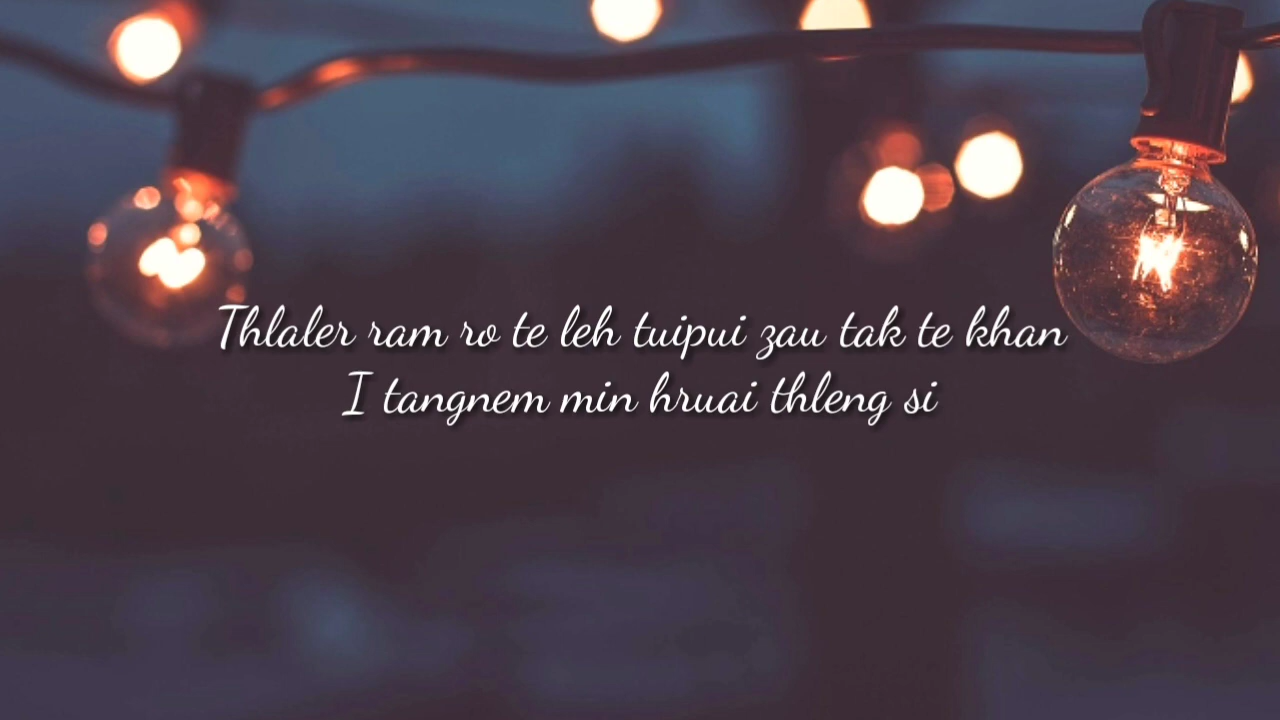 Thlaler ram ro te leh tuipui zau tak te khan
I tangnem min hruai thleng si